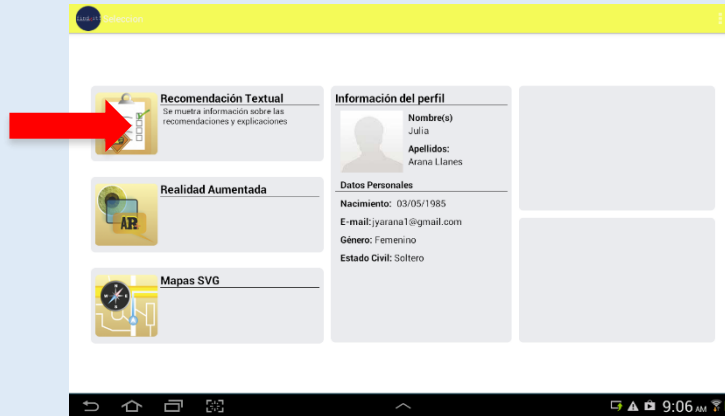 Recomendación Textual
Se muetra información sobre las
recomendaciones y explicaciones
AR
Realidad Aumentada
Mapas SVG
Información del perfil
Nombre(s)
Julia
Apellidos:
Arana Llanes
Datos Personales
Nacimiento: 03/05/1985
E-mail: jyarana1@gmail.com
Género: Femenino
Estado Civil: Soltero
9:06 AM